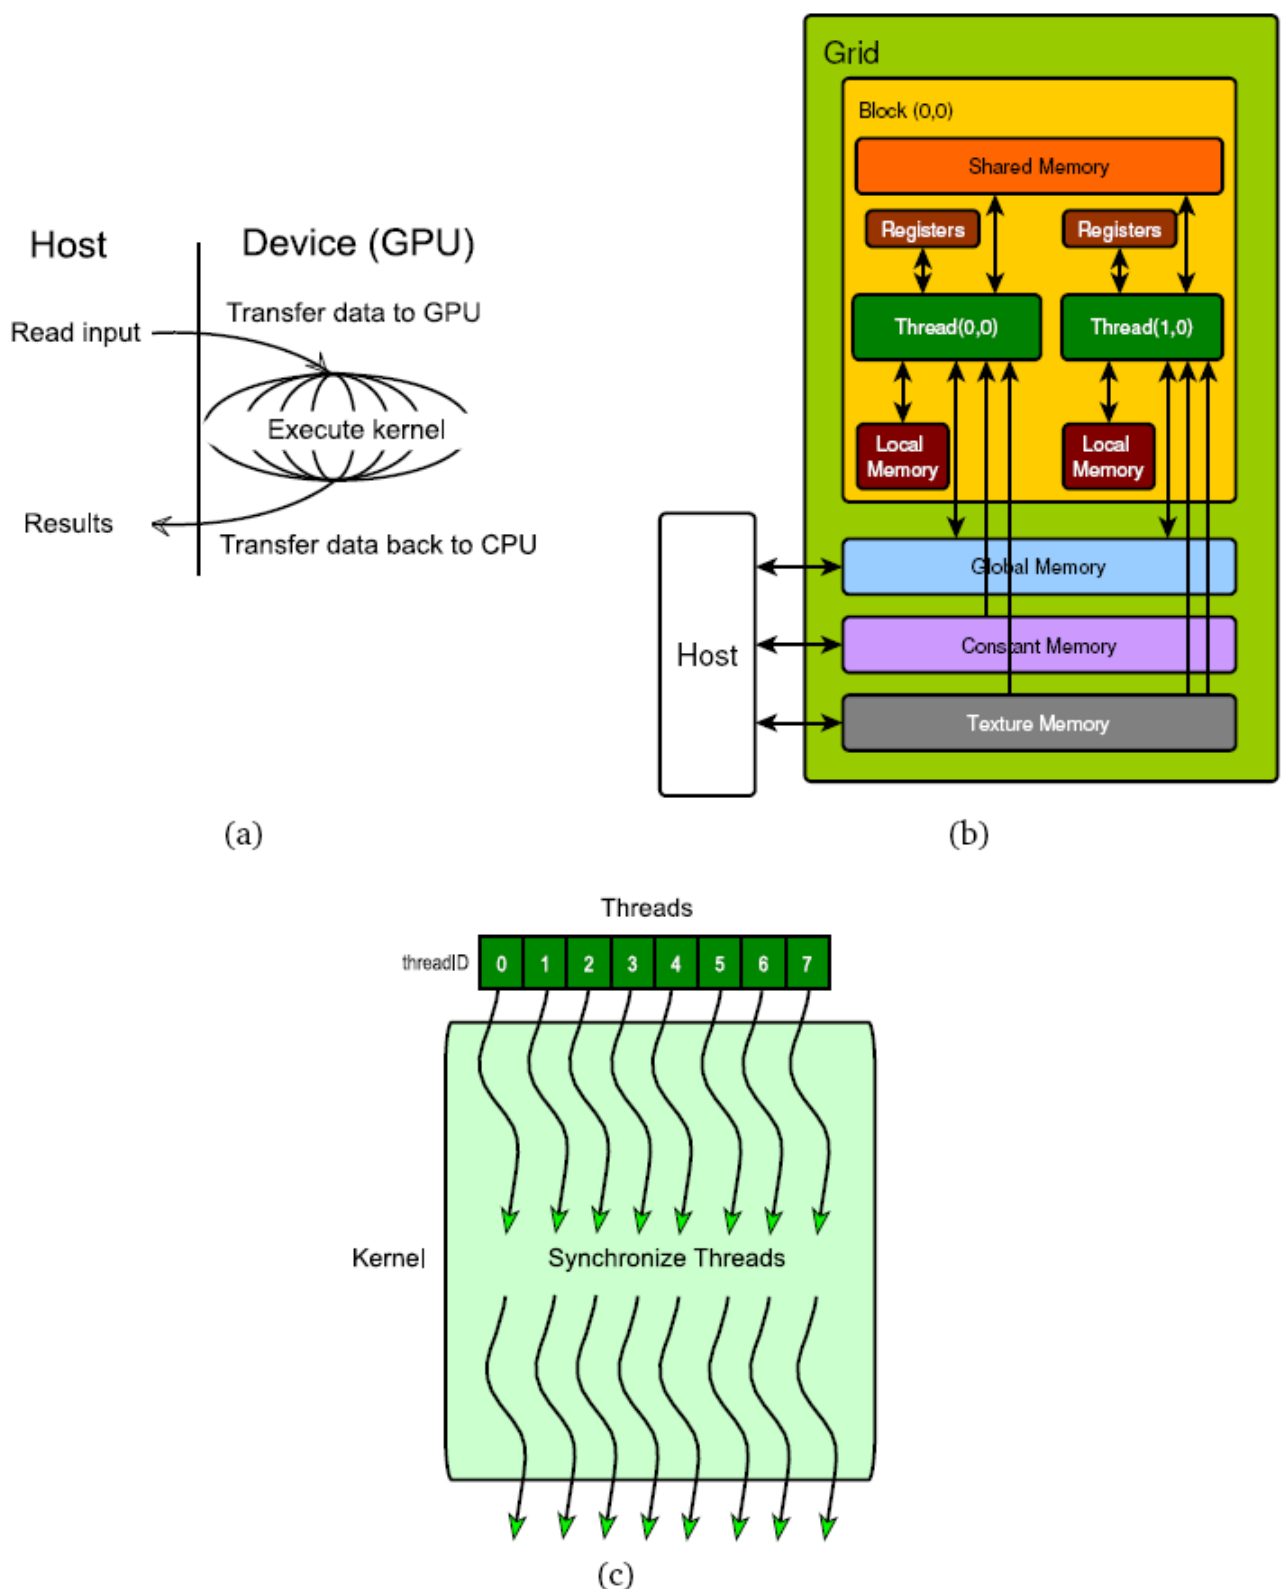 Host
Device (GPU)
Transfer data to GPU
Read input
Execute kernel
Results
Transfer data back to CPU
(a)
Grid
Block (0,0)
Shared Memory
Registers
Registers
Thread(0,0)
Thread(1,0)
Local
Memory
Local
Memory
Host
Global Memory
Constant Memory
Texture Memory
(b)
Threads
threadID 0 1 2 3 4 5 6 7
Kernel
Synchronize Threads
(c)